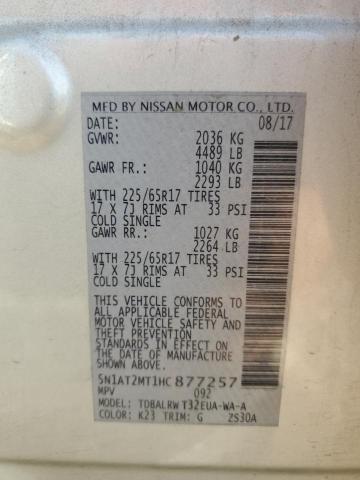 MFD BY NISSAN MOTOR CO., LTD.
DATE: 08/17
GVWR: 2036 KG
4489 LB
GAWR FR.: 1040 KG
2293 LB
WITH 225/65R17 TIRES
17 X 7J RIMS AT 33 PSI
COLD SINGLE
GAWR RR.: 1027 KG
2264 LB
WITH 225/65R17 TIRES
17 X 7J RIMS AT 33 PSI
COLD SINGLE
THIS VEHICLE CONFORMS TO
ALL APPLICABLE FEDERAL
MOTOR VEHICLE SAFETY AND
THEFT PREVENTION
STANDARDS IN EFFECT ON THE
DATE OF MANUFACTURE
SHOWN ABOVE.
5N1AT2MT1HC877257
MPV 092
MODEL: TDBALRW T32EUA-WA-A
COLOR: K23 TRIM: G ZS30A